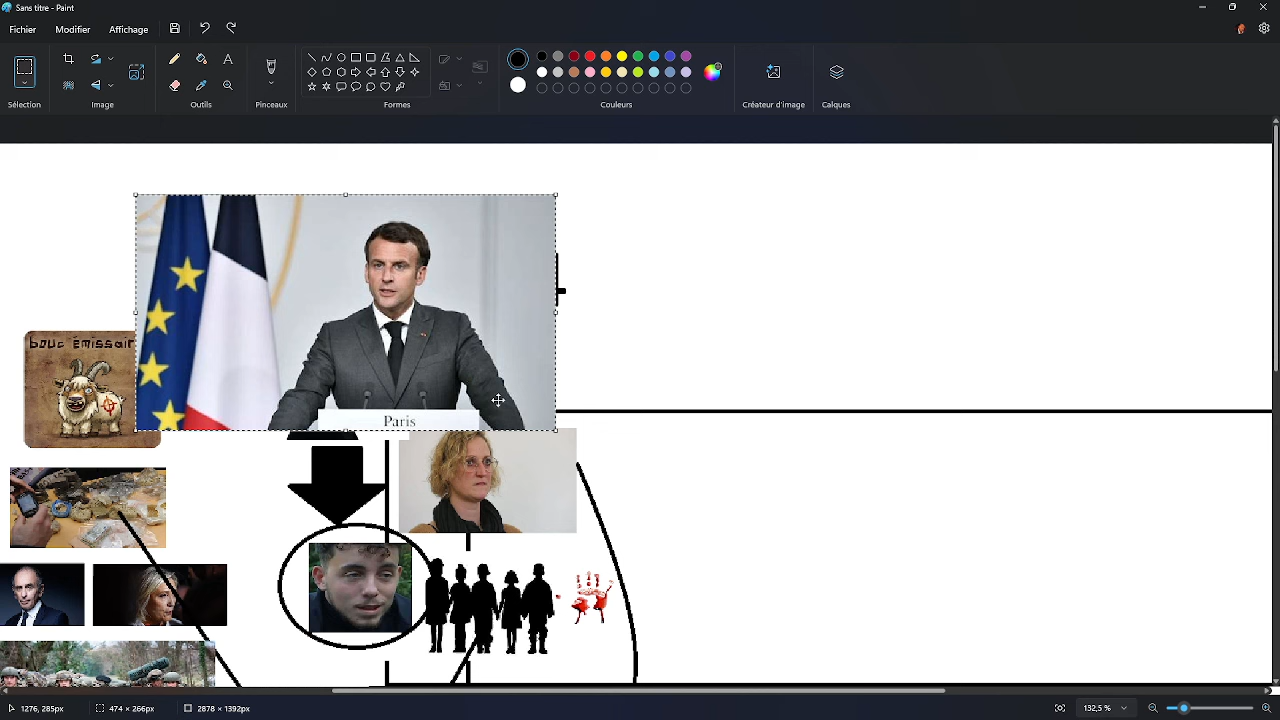 Sans titre - Paint
Fichier
Modifier
Affichage
Sélection
Image
Outils
Pinceaux
Formes
Couleurs
Créateur d'image
Calques
A
BOUC ÉMISSAIR
Paris
1276, 285px
474 × 266px
2878 × 1392px
132,5 %